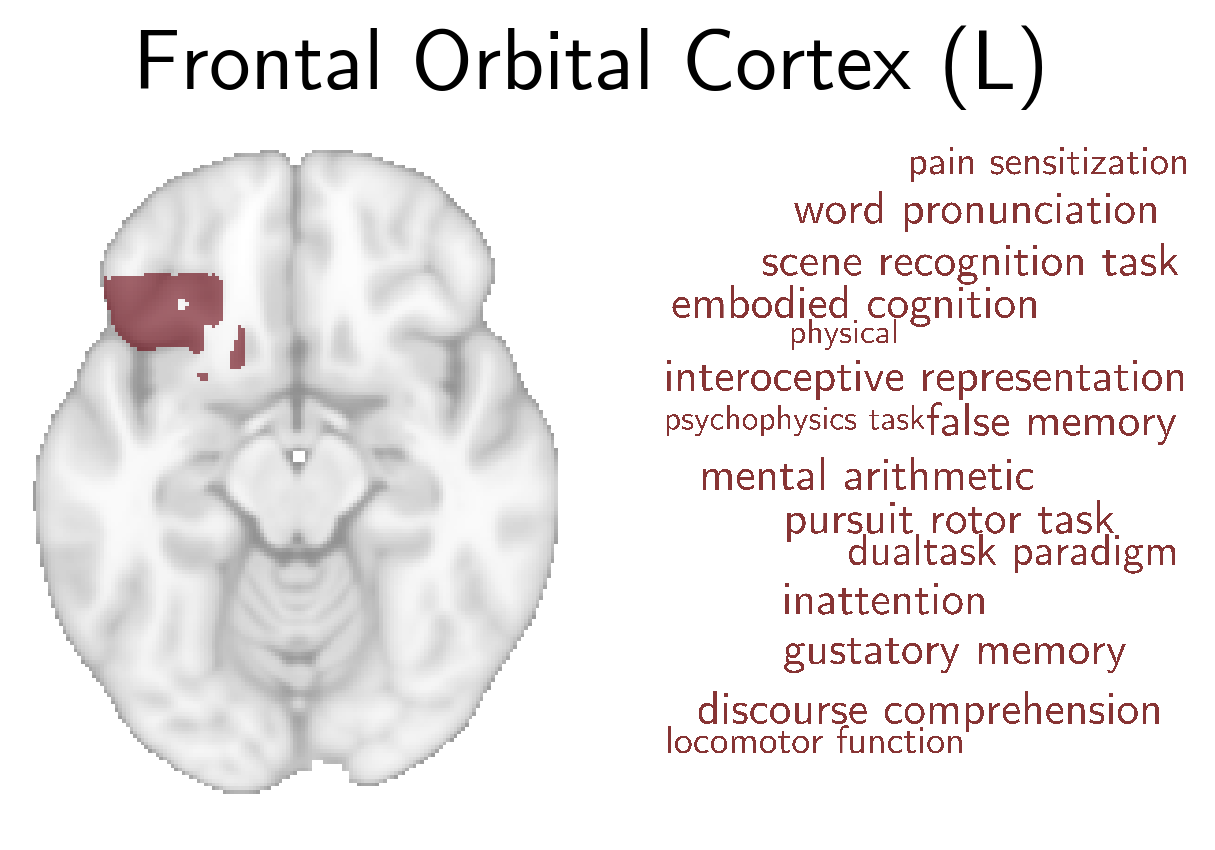 Frontal Orbital Cortex (L)
pain sensitization
word pronunciation
scene recognition task
embodied cognition
physical
interoceptive representation
psychophysics task false memory
mental arithmetic
pursuit rotor task
dualtask paradigm
inattention
gustatory memory
discourse comprehension
locomotor function